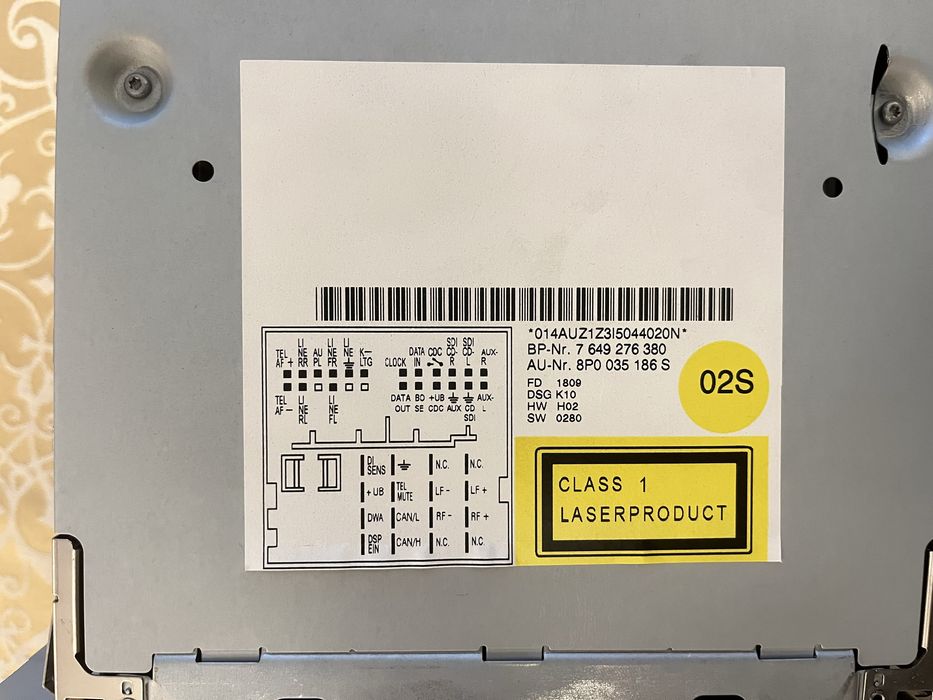 *014AUZ1Z3I5044020N*
BP-Nr. 7 649 276 380
AU-Nr. 8P0 035 186 S
FD 1809
DSG K10
HW H02
SW 0280
02S
CLASS 1
LASERPRODUCT
TEL AF + LI NE RR AU PL LI NE FR LI NE K— LTG
TEL AF — LI NE RL LI NE FL
CLOCK DATA IN CDC SDI CD- R SDI CD- L AUX- R
DATA OUT BO SE +UB CDC AUX CD SDI AUX- L
DI SENS N.C. N.C.
+UB TEL MUTE LF - LF +
DWA CAN/L RF - RF +
DSP EIN CAN/H N.C. N.C.